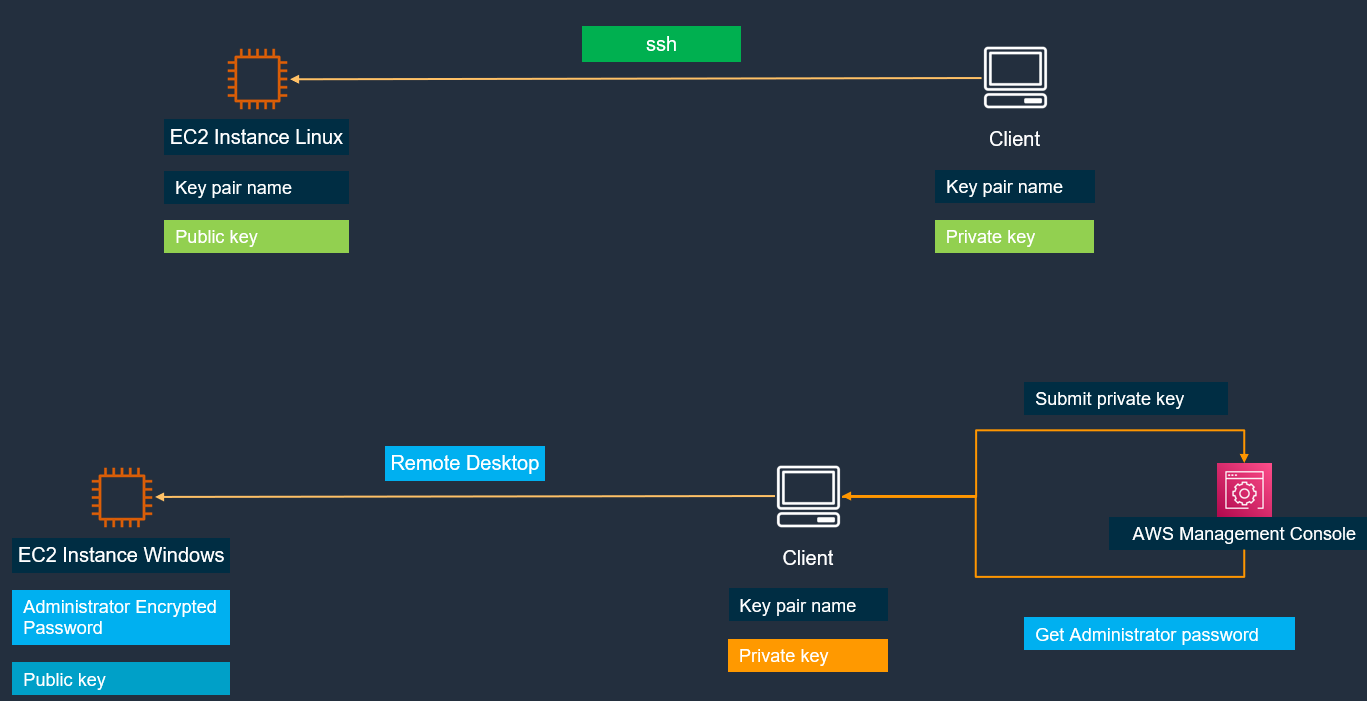 ssh
EC2 Instance Linux
Client
Key pair name
Key pair name
Public key
Private key
Submit private key
Remote Desktop
AWS Management Console
EC2 Instance Windows
Client
Administrator Encrypted
Password
Key pair name
Get Administrator password
Private key
Public key